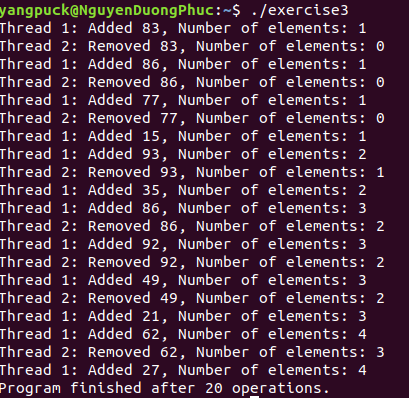 yangpuck@NguyenDuongPhuc:~$ ./exercise3
Thread 1: Added 83, Number of elements: 1
Thread 2: Removed 83, Number of elements: 0
Thread 1: Added 86, Number of elements: 1
Thread 2: Removed 86, Number of elements: 0
Thread 1: Added 77, Number of elements: 1
Thread 2: Removed 77, Number of elements: 0
Thread 1: Added 15, Number of elements: 1
Thread 1: Added 93, Number of elements: 2
Thread 2: Removed 93, Number of elements: 1
Thread 1: Added 35, Number of elements: 2
Thread 1: Added 86, Number of elements: 3
Thread 2: Removed 86, Number of elements: 2
Thread 1: Added 92, Number of elements: 3
Thread 2: Removed 92, Number of elements: 2
Thread 1: Added 49, Number of elements: 3
Thread 2: Removed 49, Number of elements: 2
Thread 1: Added 21, Number of elements: 3
Thread 1: Added 62, Number of elements: 4
Thread 2: Removed 62, Number of elements: 3
Thread 1: Added 27, Number of elements: 4
Program finished after 20 operations.